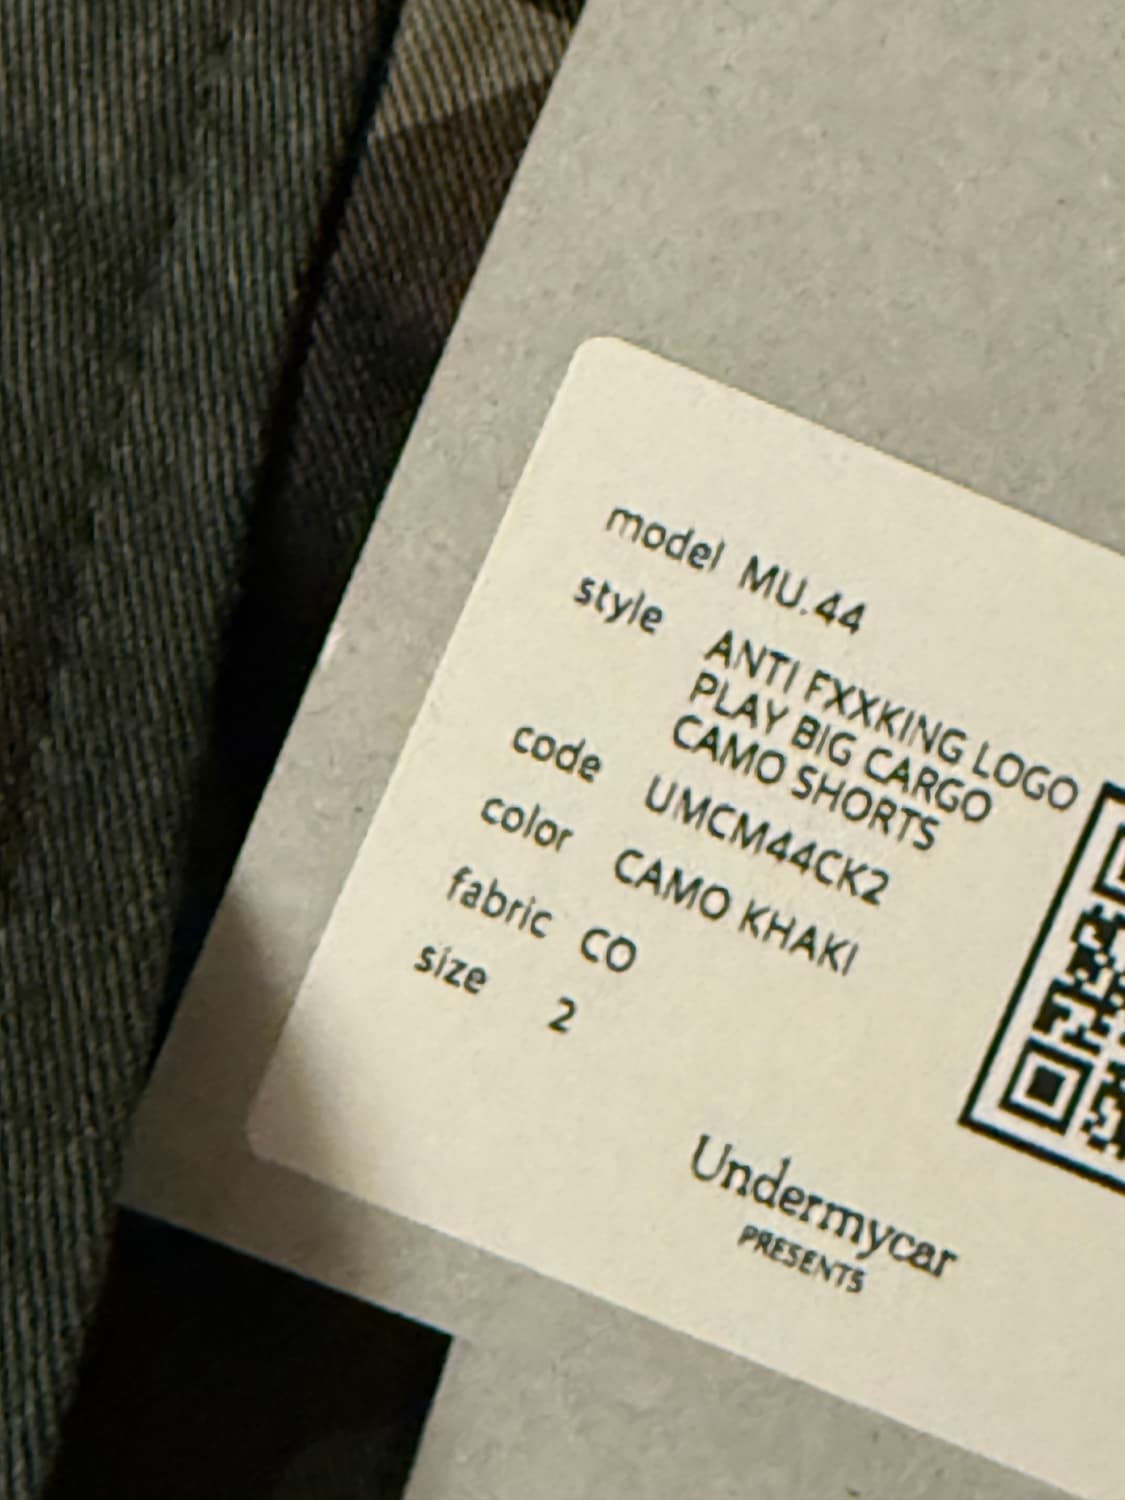 model MU.44
style ANTI FXXKING LOGO
PLAY BIG CARGO
CAMO SHORTS
code UMCM44CK2
color CAMO KHAKI
fabric CO
size 2
Undermycar
PRESENTS